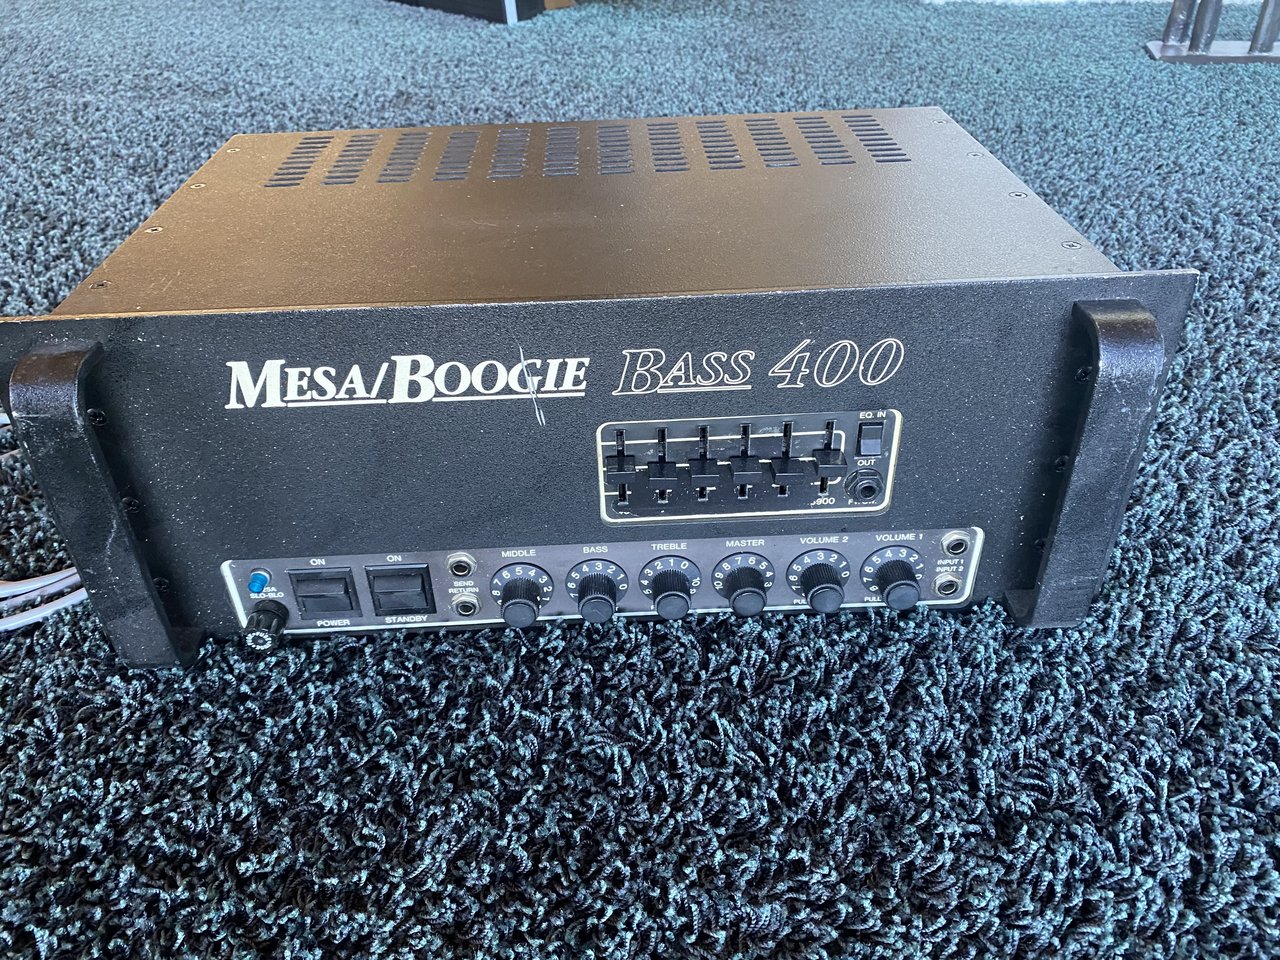 MESA/BOOGIE BASS 400
EQ. IN
OUT
ON
ON
SLO-BLO
POWER
STANDBY
SEND
RETURN
MIDDLE
BASS
TREBLE
MASTER
VOLUME 2
VOLUME 1
PULL
INPUT 1
INPUT 2